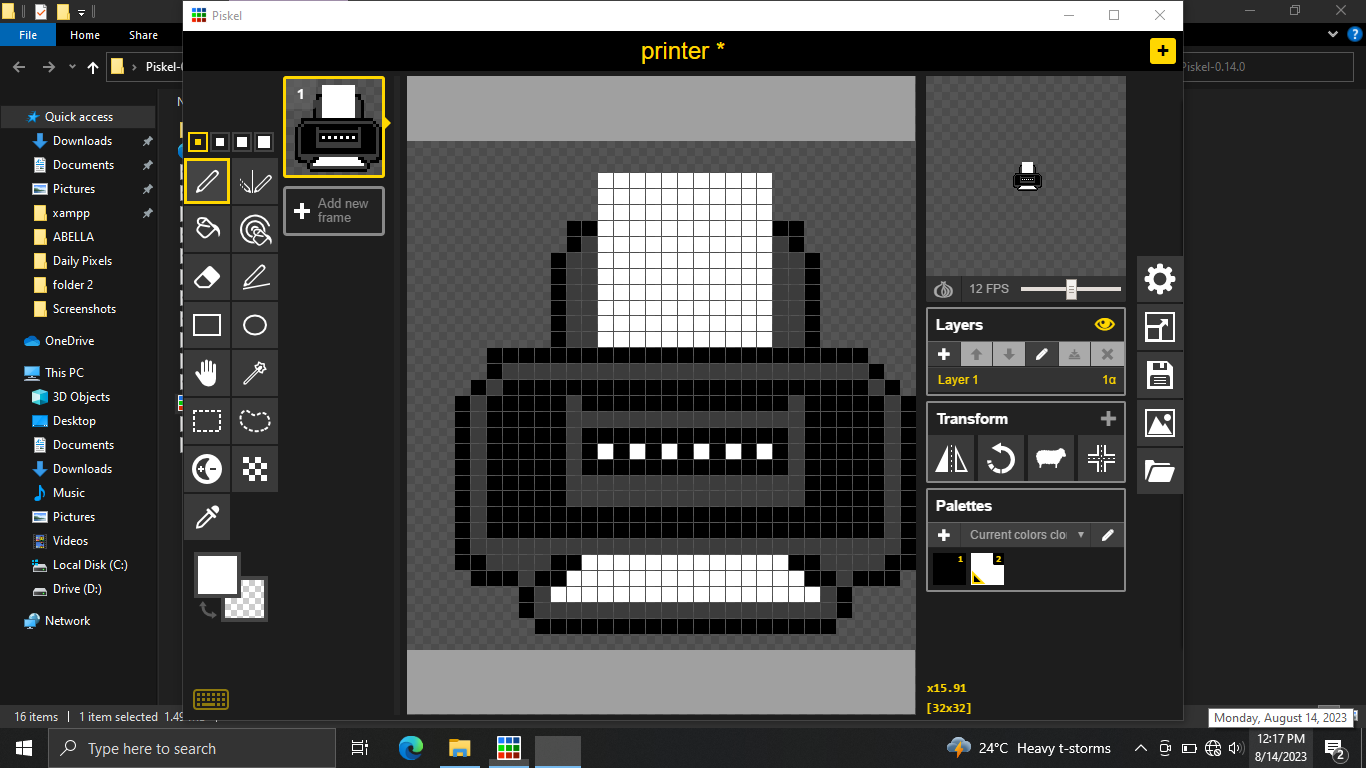 Piskel
File
Home
Share
printer *
Piskel-0
Piskel-0.14.0
Quick access
Downloads
Documents
Pictures
xampp
ABELLA
Daily Pixels
folder 2
Screenshots
OneDrive
This PC
3D Objects
Desktop
Documents
Downloads
Music
Pictures
Videos
Local Disk (C:)
Drive (D:)
Network
16 items
1 item selected
1
Add new
frame
12 FPS
Layers
Layer 1
1α
Transform
Palettes
Current colors clo
1
2
x15.91
[32x32]
Monday, August 14, 2023
Type here to search
24°C Heavy t-storms
12:17 PM
8/14/2023
2